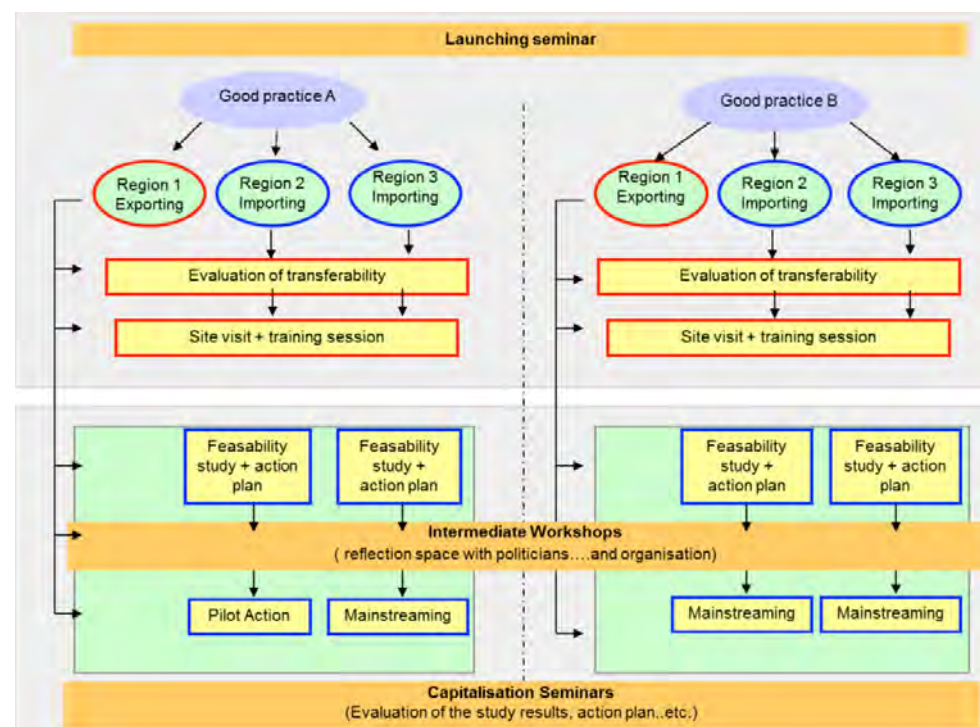 Launching seminar
Good practice A
Good practice B
Region 1
Exporting
Region 2
Importing
Region 3
Importing
Region 1
Exporting
Region 2
Importing
Region 3
Importing
Evaluation of transferability
Evaluation of transferability
Site visit + training session
Site visit + training session
Feasability
study + action
plan
Feasability
study +
action plan
Feasability
study +
action plan
Feasability
study + action
plan
Intermediate Workshops
( reflection space with politicians....and organisation)
Pilot Action
Mainstreaming
Mainstreaming
Mainstreaming
Capitalisation Seminars
(Evaluation of the study results, action plan..etc.)